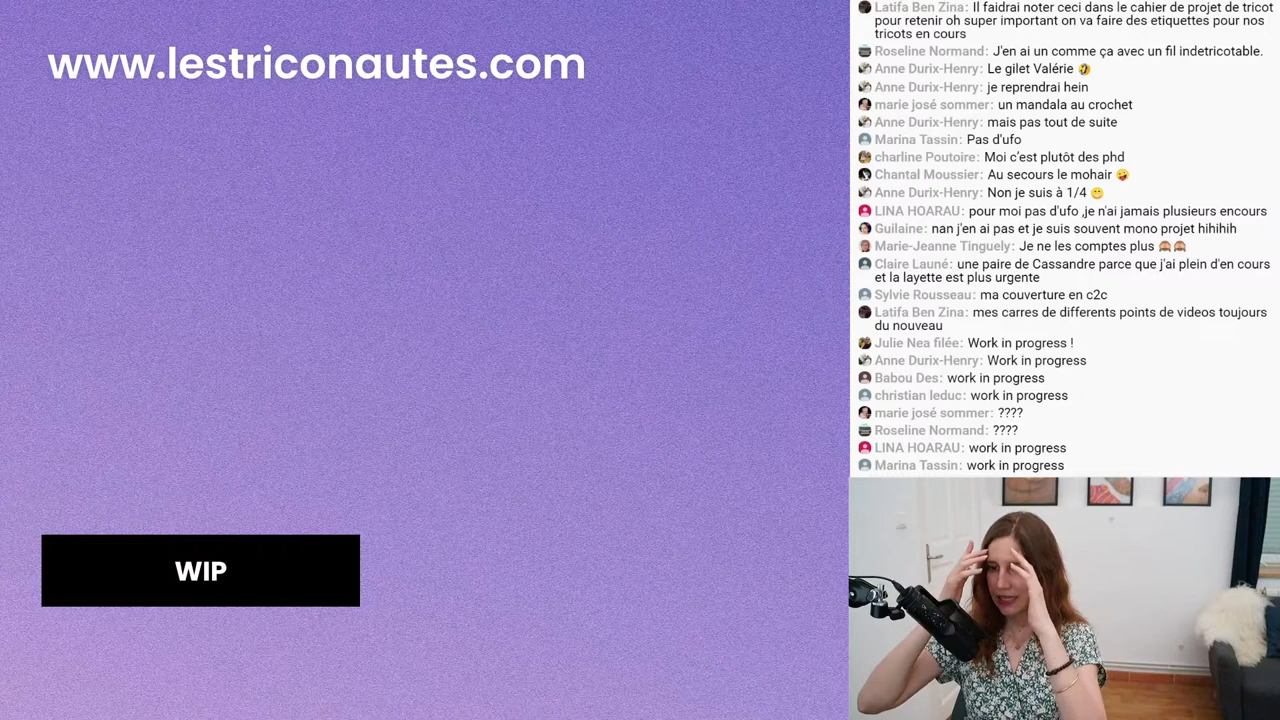 www.lestriconautes.com
WIP
Latifa Ben Zina: Il faidrai noter ceci dans le cahier de projet de tricot
pour retenir oh super important on va faire des etiquettes pour nos
tricots en cours
Roseline Normand: J'en ai un comme ça avec un fil indetricotable.
Anne Durix-Henry: Le gilet Valérie 🤣
Anne Durix-Henry: je reprendrai hein
marie josé sommer: un mandala au crochet
Anne Durix-Henry: mais pas tout de suite
Marina Tassin: Pas d'ufo
charline Poutoire: Moi c'est plutôt des phd
Chantal Moussier: Au secours le mohair 🤪
Anne Durix-Henry: Non je suis à 1/4 😁
LINA HOARAU: pour moi pas d'ufo ,je n'ai jamais plusieurs encours
Guilaine: nan j'en ai pas et je suis souvent mono projet hihihih
Marie-Jeanne Tinguely: Je ne les comptes plus 🙈🙈
Claire Launé: une paire de Cassandre parce que j'ai plein d'en cours
et la layette est plus urgente
Sylvie Rousseau: ma couverture en c2c
Latifa Ben Zina: mes carres de differents points de videos toujours
du nouveau
Julie Nea filée: Work in progress !
Anne Durix-Henry: Work in progress
Babou Des: work in progress
christian leduc: work in progress
marie josé sommer: ????
Roseline Normand: ????
LINA HOARAU: work in progress
Marina Tassin: work in progress